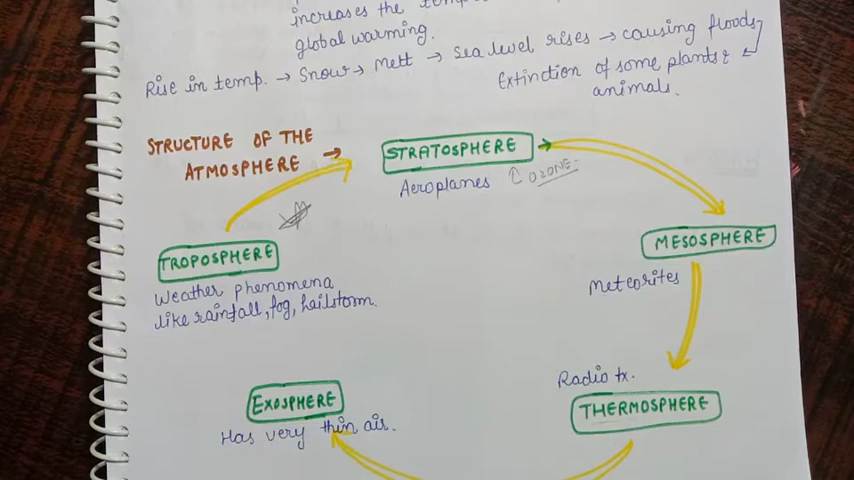 increases the temp
global warming.
Rise in temp. → Snow → Melt → Sea level rises → causing floods
Extinction of some plants &
animals.
STRUCTURE OF THE
ATMOSPHERE →
STRATOSPHERE →
Aeroplanes ↑ OZONE.
TROPOSPHERE
Weather phenomena
like rainfall, fog, hailstorm.
MESOSPHERE
Meteorites
Radio tx.
THERMOSPHERE
EXOSPHERE
Has very thin air.